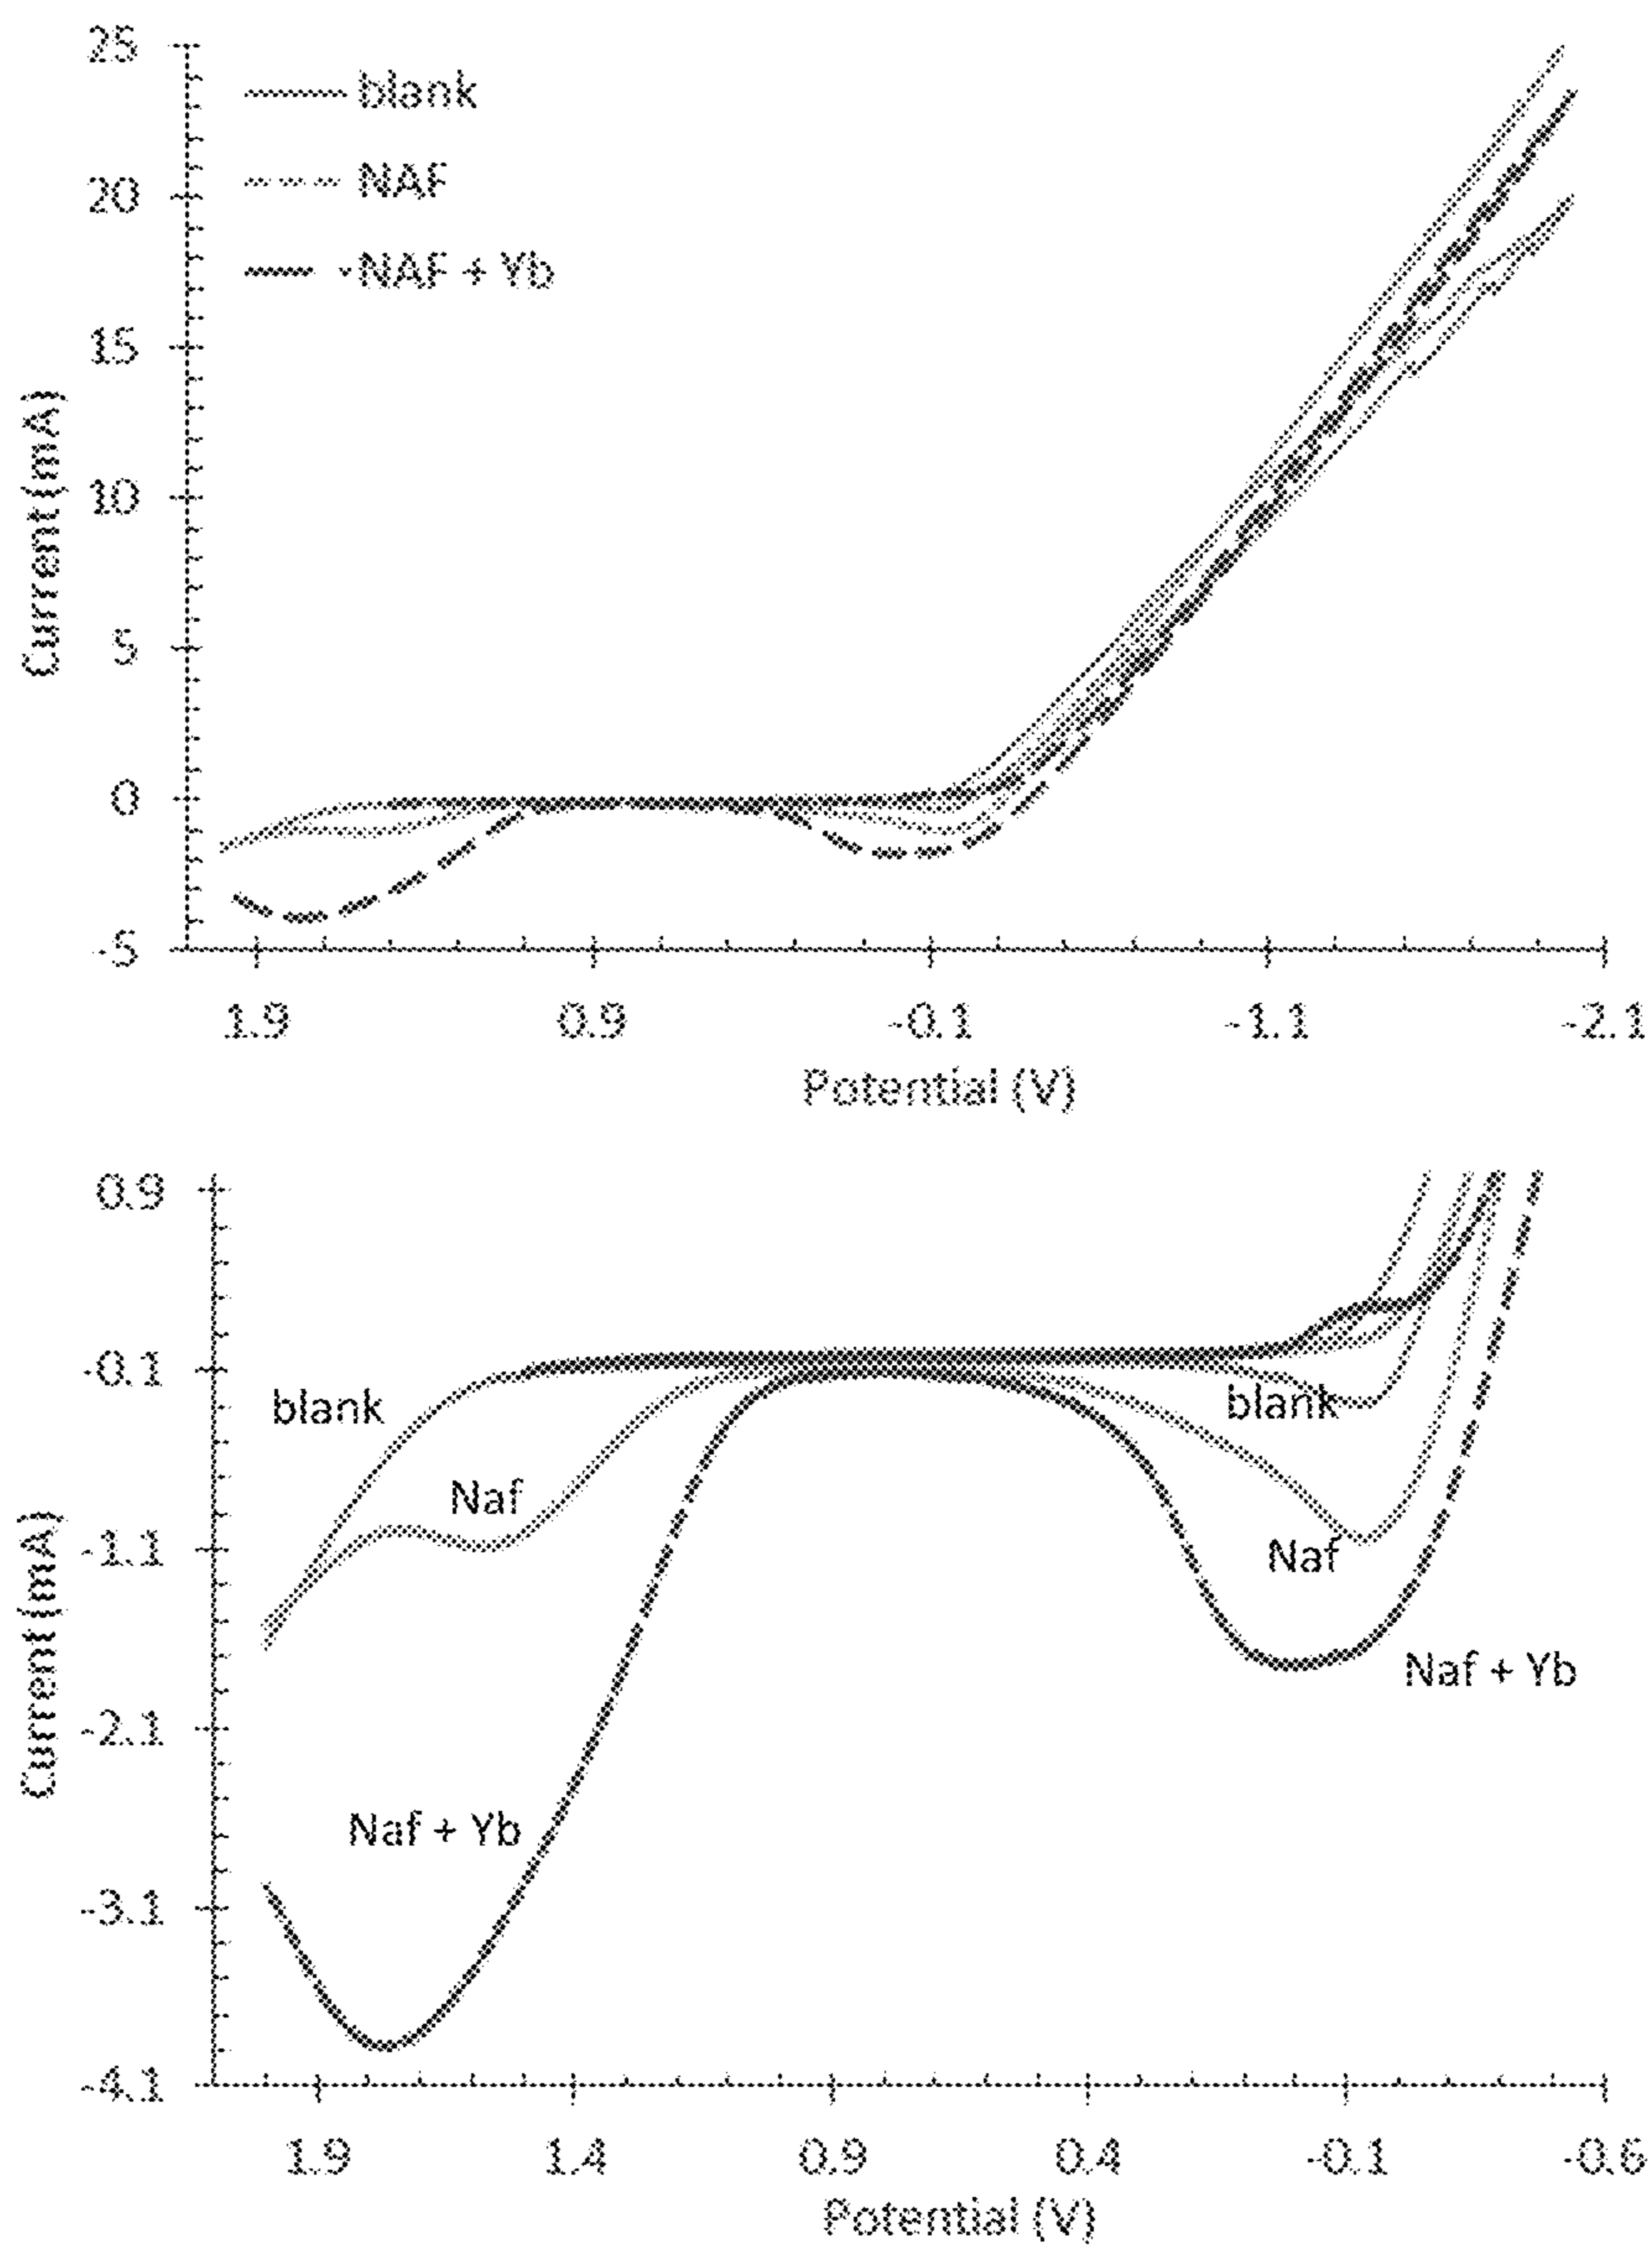 25
blank
NAF
20
NAF + Yb
15
10
5
0
-5
Current (mA)
1.9 0.9 -0.1 -1.1 -2.1
Potential (V)
0.9
-0.1
blank
blank
Naf
-1.1
Naf
Naf + Yb
-2.1
Naf + Yb
-3.1
-4.1
Current (mA)
1.9 1.4 0.9 0.4 -0.1 -0.6
Potential (V)